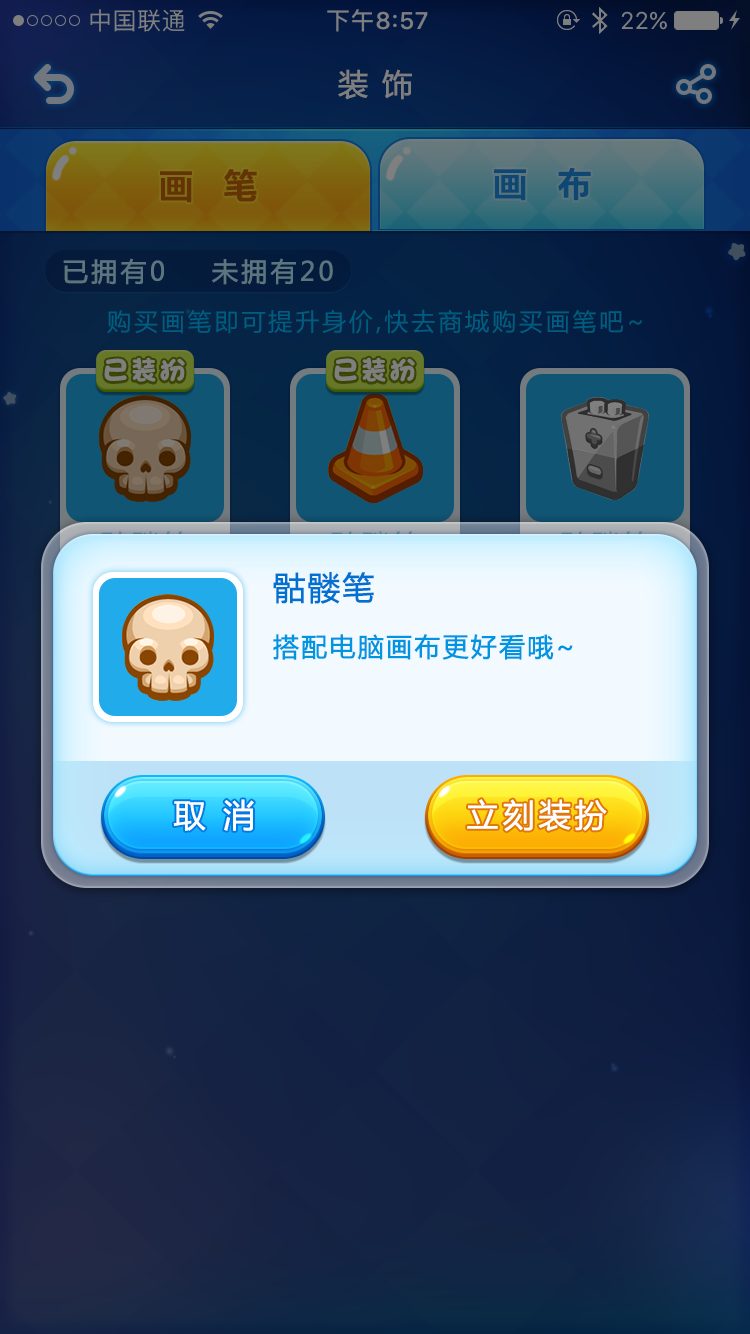 中国联通 下午8:57 22%
装饰
画笔 画布
已拥有0 未拥有20
购买画笔即可提升身价,快去商城购买画笔吧~
已装扮 已装扮
骷髅笔
搭配电脑画布更好看哦~
取消 立刻装扮